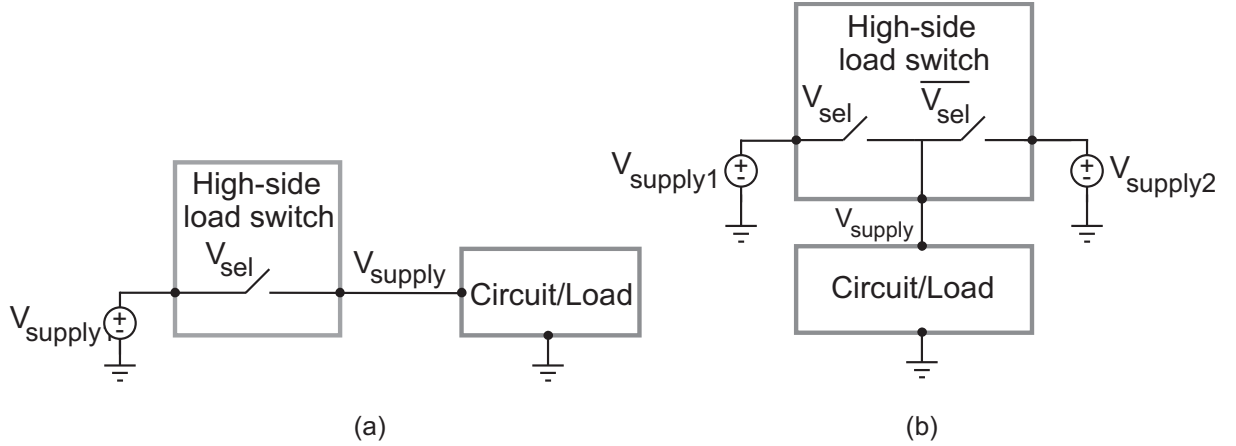 High-side
load switch
V_sel
V_supply
Circuit/Load
V_supply1
(a)
High-side
load switch
V_sel
V̅_sel
V_supply1
V_supply2
V_supply
Circuit/Load
(b)